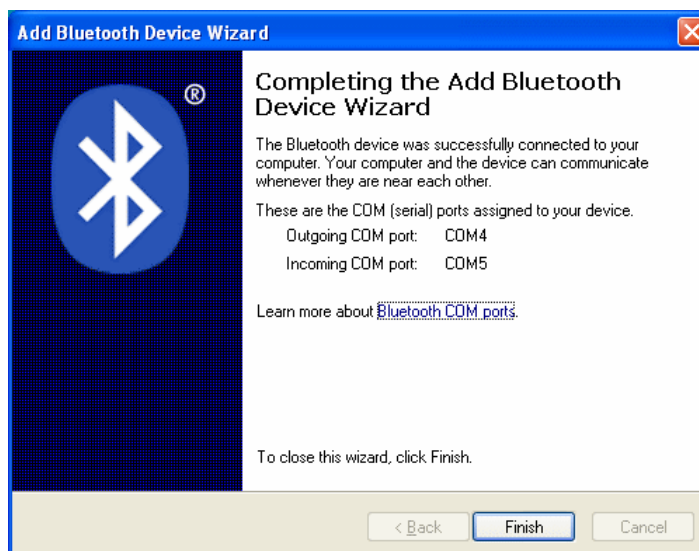 Add Bluetooth Device Wizard
®
Completing the Add Bluetooth
Device Wizard
The Bluetooth device was successfully connected to your
computer. Your computer and the device can communicate
whenever they are near each other.
These are the COM (serial) ports assigned to your device.
Outgoing COM port: COM4
Incoming COM port: COM5
Learn more about Bluetooth COM ports.
To close this wizard, click Finish.
< Back Finish Cancel